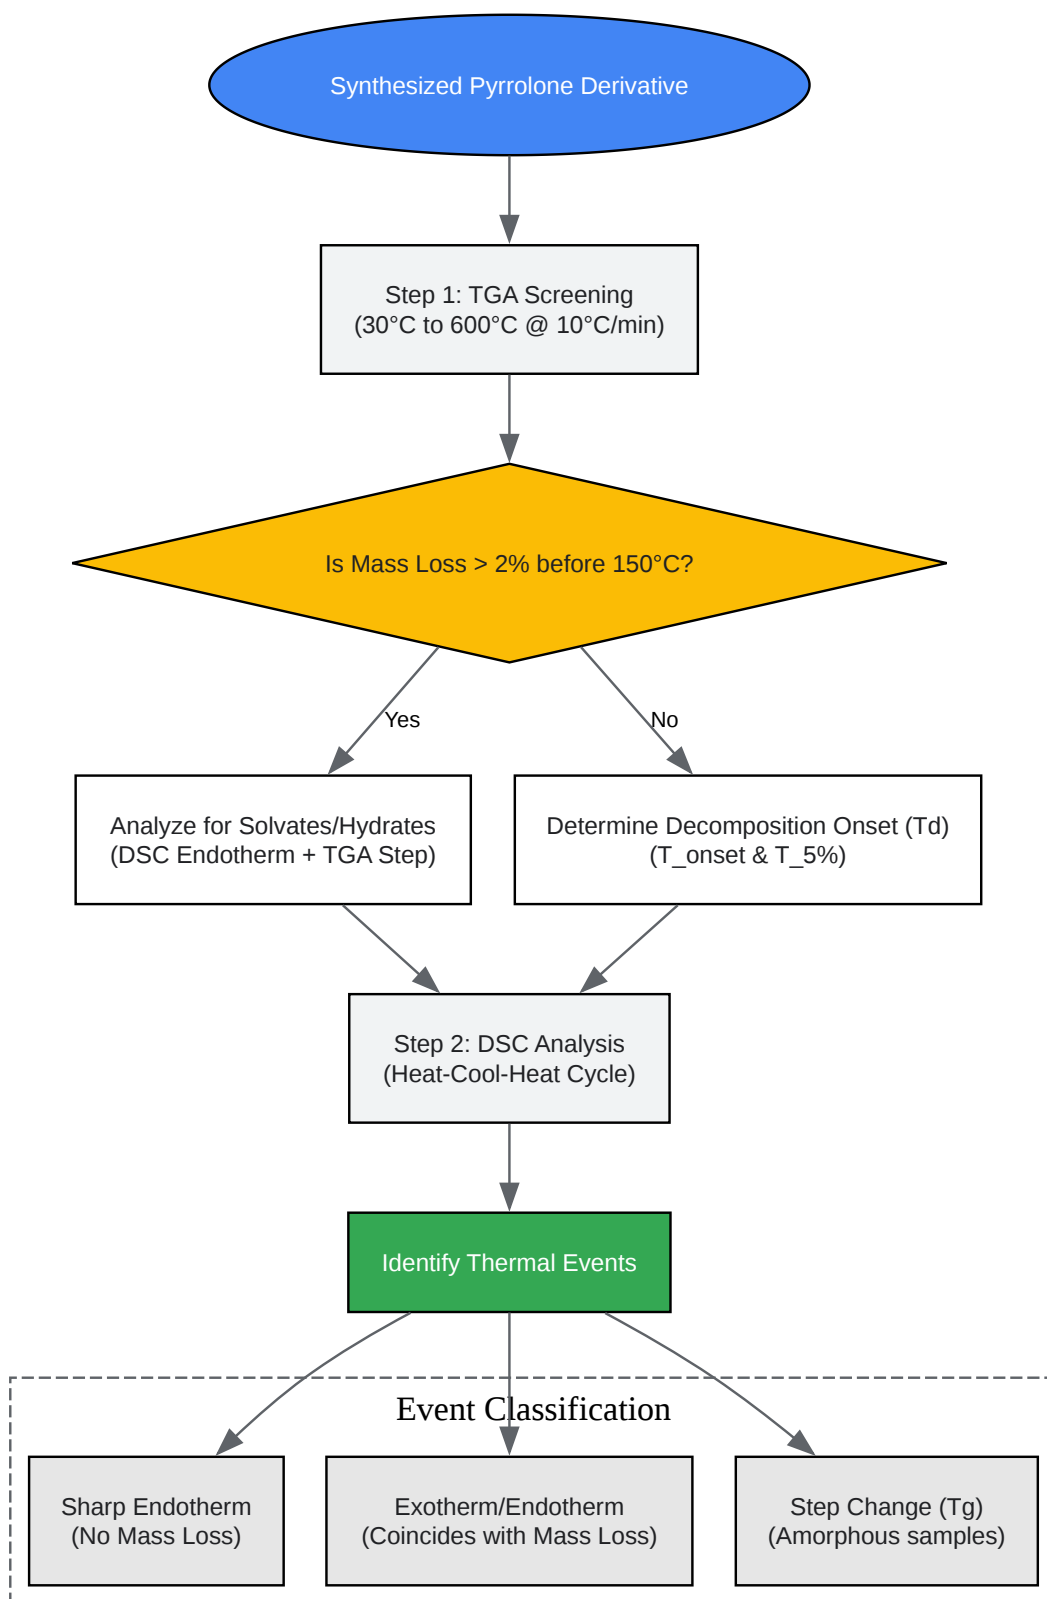 Synthesized Pyrrolone Derivative
Step 1: TGA Screening
(30°C to 600°C @ 10°C/min)
Is Mass Loss > 2% before 150°C?
Yes
No
Analyze for Solvates/Hydrates
(DSC Endotherm + TGA Step)
Determine Decomposition Onset (Td)
(T_onset & T_5%)
Step 2: DSC Analysis
(Heat-Cool-Heat Cycle)
Identify Thermal Events
Event Classification
Sharp Endotherm
(No Mass Loss)
Exotherm/Endotherm
(Coincides with Mass Loss)
Step Change (Tg)
(Amorphous samples)